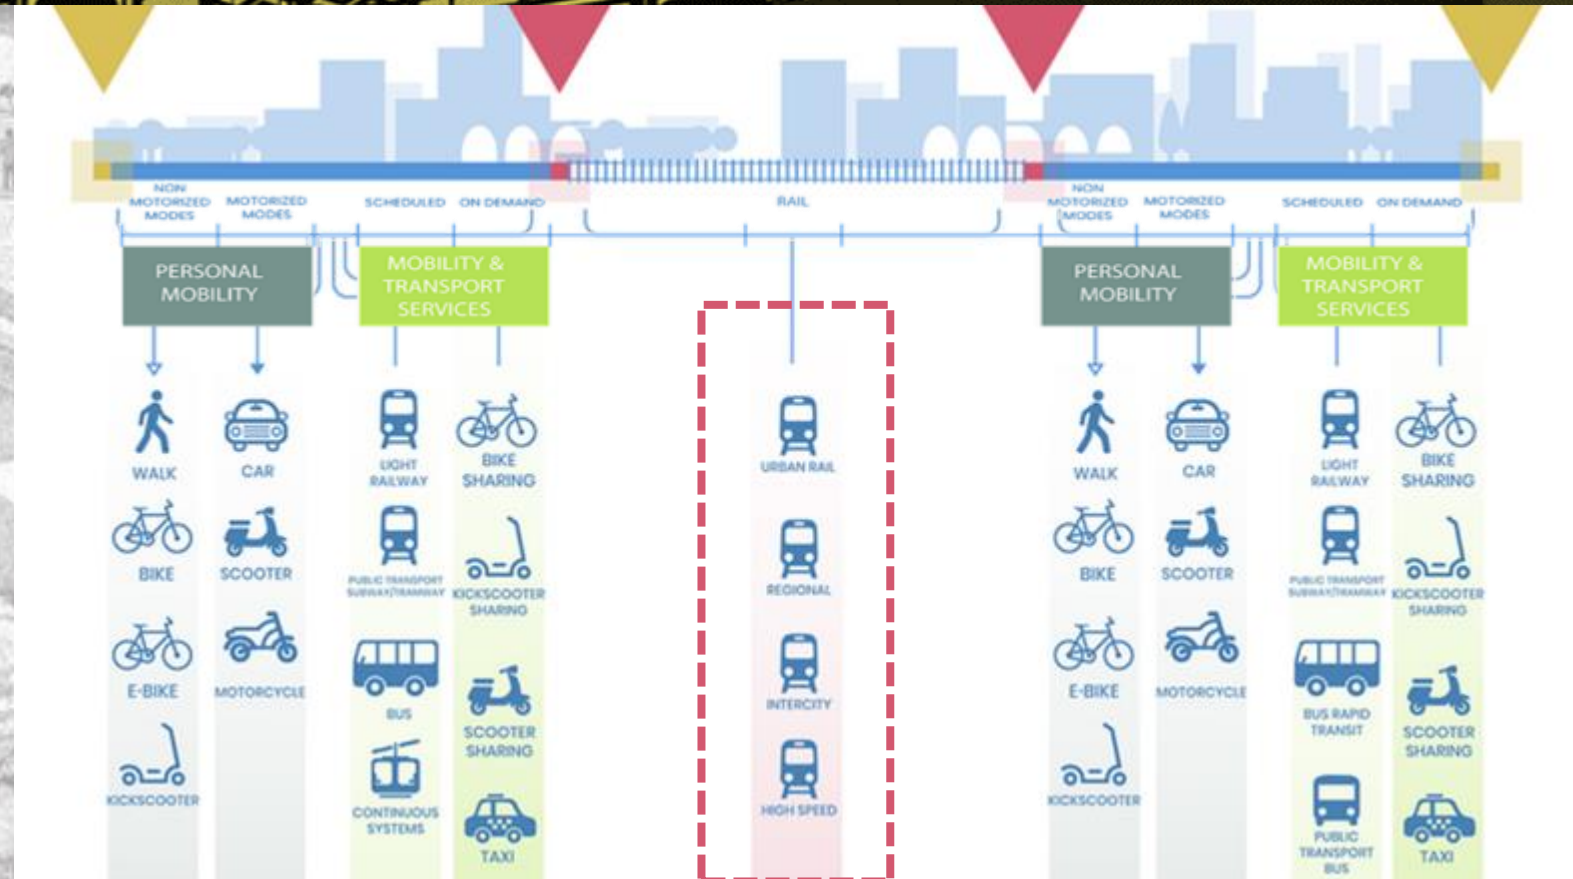 NON
MOTORIZED
MODES
MOTORIZED
MODES
SCHEDULED
ON DEMAND
RAIL
NON
MOTORIZED
MODES
MOTORIZED
MODES
SCHEDULED
ON DEMAND
PERSONAL
MOBILITY
MOBILITY &
TRANSPORT
SERVICES
PERSONAL
MOBILITY
MOBILITY &
TRANSPORT
SERVICES
WALK
BIKE
E-BIKE
KICKSCOOTER
CAR
SCOOTER
MOTORCYCLE
LIGHT
RAILWAY
PUBLIC TRANSPORT
SUBWAY/TRAMWAY
BUS
CONTINUOUS
SYSTEMS
BIKE
SHARING
KICKSCOOTER
SHARING
SCOOTER
SHARING
TAXI
URBAN RAIL
REGIONAL
INTERCITY
HIGH SPEED
WALK
BIKE
E-BIKE
KICKSCOOTER
CAR
SCOOTER
MOTORCYCLE
LIGHT
RAILWAY
PUBLIC TRANSPORT
SUBWAY/TRAMWAY
BUS RAPID
TRANSIT
PUBLIC
TRANSPORT
BUS
BIKE
SHARING
KICKSCOOTER
SHARING
SCOOTER
SHARING
TAXI